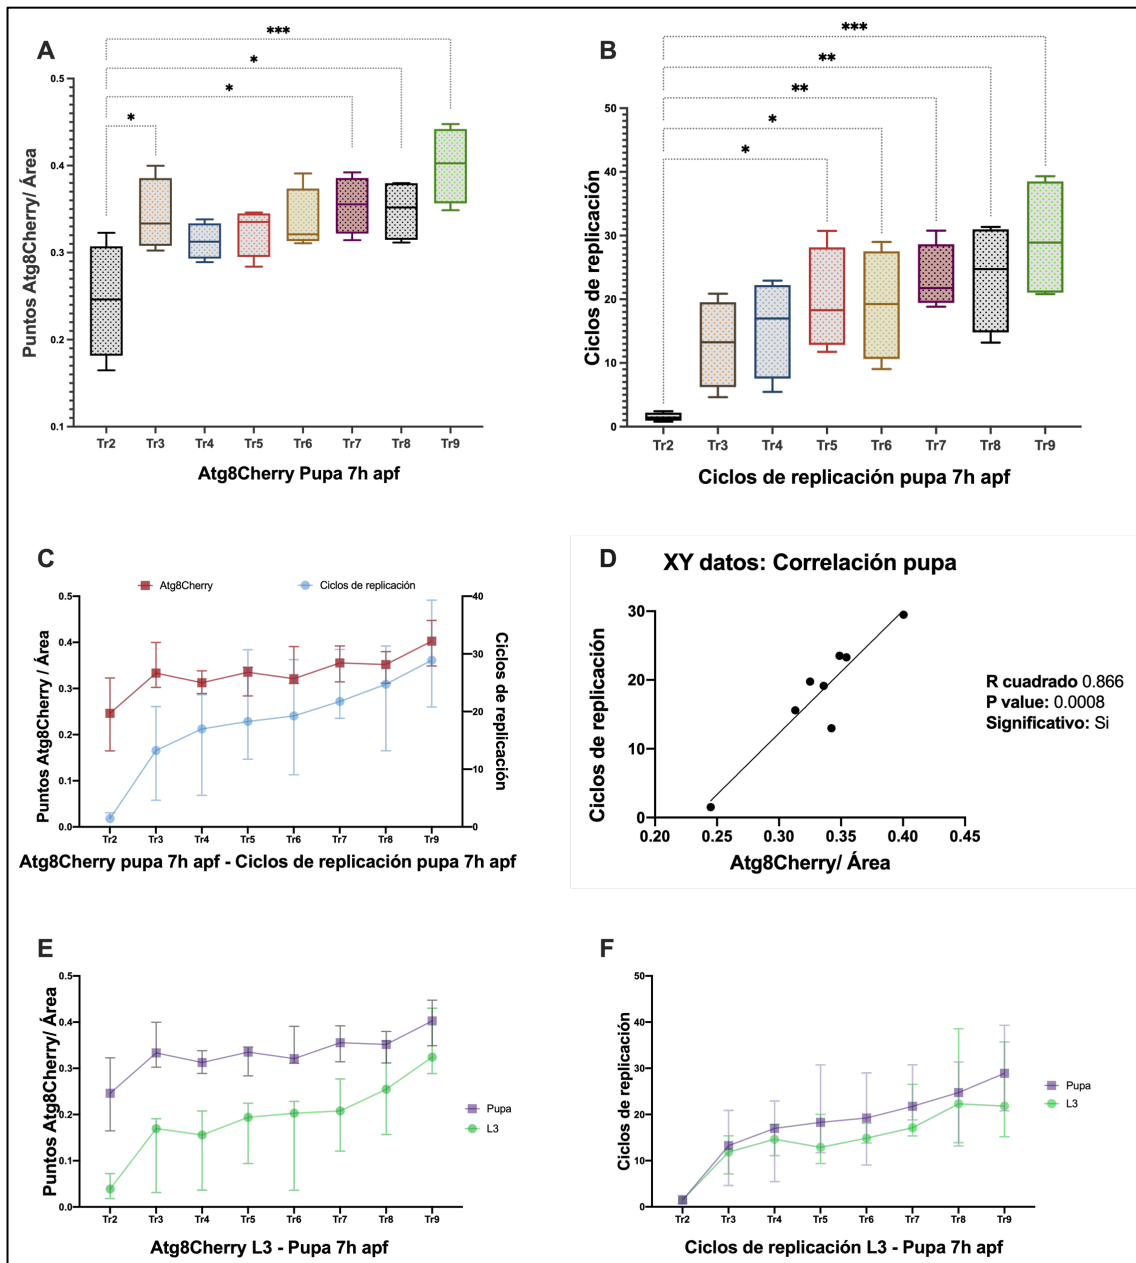 A
***
*
*
*
Puntos Atg8Cherry/ Área
0.5
0.4
0.3
0.2
0.1
Tr2 Tr3 Tr4 Tr5 Tr6 Tr7 Tr8 Tr9
Atg8Cherry Pupa 7h apf
B
***
**
**
*
*
Ciclos de replicación
50
40
30
20
10
0
Tr2 Tr3 Tr4 Tr5 Tr6 Tr7 Tr8 Tr9
Ciclos de replicación pupa 7h apf
C
Atg8Cherry
Ciclos de replicación
Puntos Atg8Cherry / Área
0.5
0.4
0.3
0.2
0.1
0.0
40
30
20
10
0
Ciclos de
replicación
Tr2 Tr3 Tr4 Tr5 Tr6 Tr7 Tr8 Tr9
Atg8Cherry pupa 7h apf - Ciclos de replicación pupa 7h apf
D
XY datos: Correlación pupa
Ciclos de replicación
30
20
10
0
0.20 0.25 0.30 0.35 0.40 0.45
Atg8Cherry/ Área
R cuadrado 0.866
P value: 0.0008
Significativo: Si
E
Puntos Atg8Cherry/ Área
0.5
0.4
0.3
0.2
0.1
0.0
Tr2 Tr3 Tr4 Tr5 Tr6 Tr7 Tr8 Tr9
Pupa
L3
Atg8Cherry L3 - Pupa 7h apf
F
Ciclos de replicación
50
40
30
20
10
0
Tr2 Tr3 Tr4 Tr5 Tr6 Tr7 Tr8 Tr9
Pupa
L3
Ciclos de replicación L3 - Pupa 7h apf